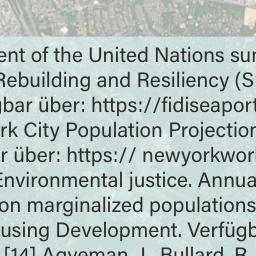 ent of the United Nations sur
Rebuilding and Resiliency (S
gbar über: https://fidiseaport
rk City Population Projection
r über: https:// newyorkwor
Environmental justice. Annua
on marginalized populations
using Development. Verfügb
[14] Agyeman, J., Bullard, R.